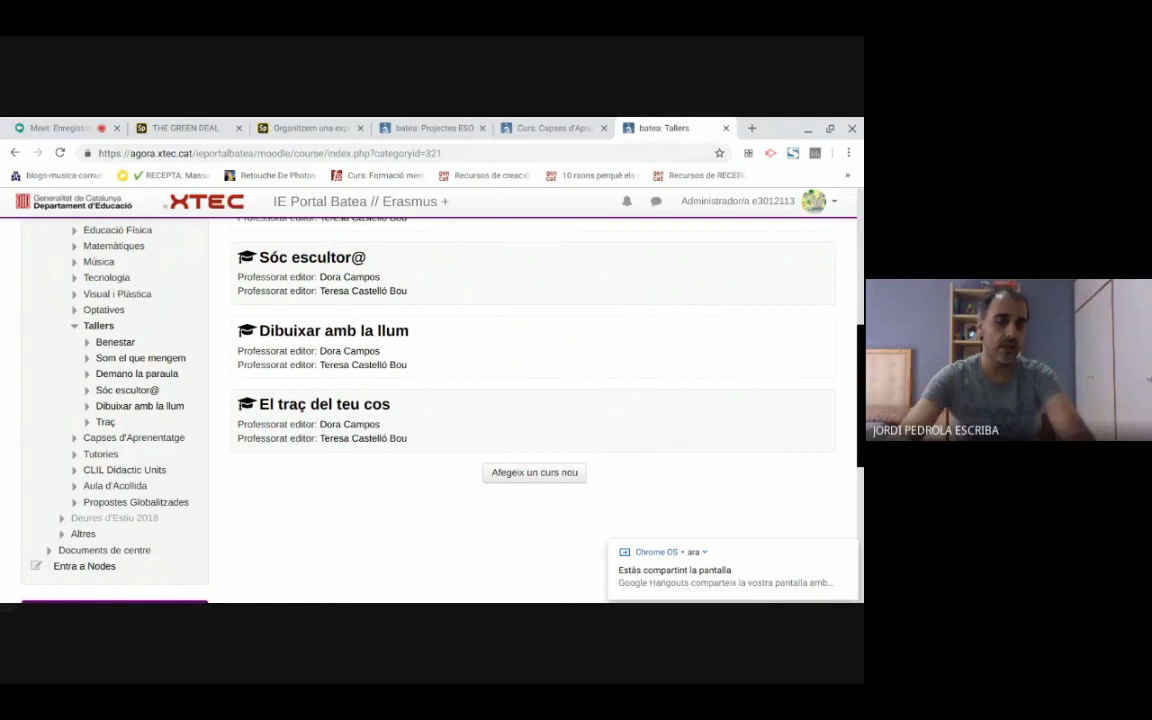 Meet: Enregistra
THE GREEN DEAL
Organitzem una exp
batea: Projectes ESO
Curs: Capses d'Apre
batea: Tallers
https://agora.xtec.cat/ieportalbatea/moodle/course/index.php?categoryid=321
blogs-musica-comun
RECEPTA: Massa
Retouche De Photos
Curs: Formació men
Recursos de creació
10 raons perquè els
Recursos de RECER
Generalitat de Catalunya
Departament d'Educació
XTEC
IE Portal Batea // Erasmus +
Administrador/a e3012113
Educació Física
Matemàtiques
Música
Tecnologia
Visual i Plàstica
Optatives
Tallers
Benestar
Som el que mengem
Demano la paraula
Sóc escultor@
Dibuixar amb la llum
Traç
Capses d'Aprenentatge
Tutories
CLIL Didactic Units
Aula d'Acollida
Propostes Globalitzades
Deures d'Estiu 2018
Altres
Documents de centre
Entra a Nodes
Professorat editor: Teresa Castelló Bou
Sóc escultor@
Professorat editor: Dora Campos
Professorat editor: Teresa Castelló Bou
Dibuixar amb la llum
Professorat editor: Dora Campos
Professorat editor: Teresa Castelló Bou
El traç del teu cos
Professorat editor: Dora Campos
Professorat editor: Teresa Castelló Bou
Afegeix un curs nou
Chrome OS • ara
Estàs compartint la pantalla
Google Hangouts comparteix la vostra pantalla amb...
JORDI PEDROLA ESCRIBA